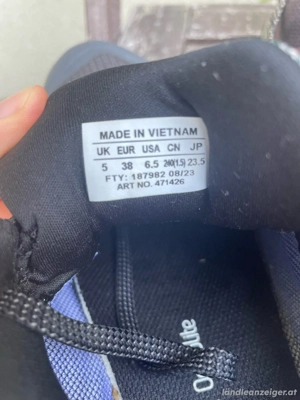 MADE IN VIETNAM
UK EUR USA CN JP
5 38 6.5 240(1.5) 23.5
FTY: 187982 08/23
ART NO. 471426
ländleanzeiger.at